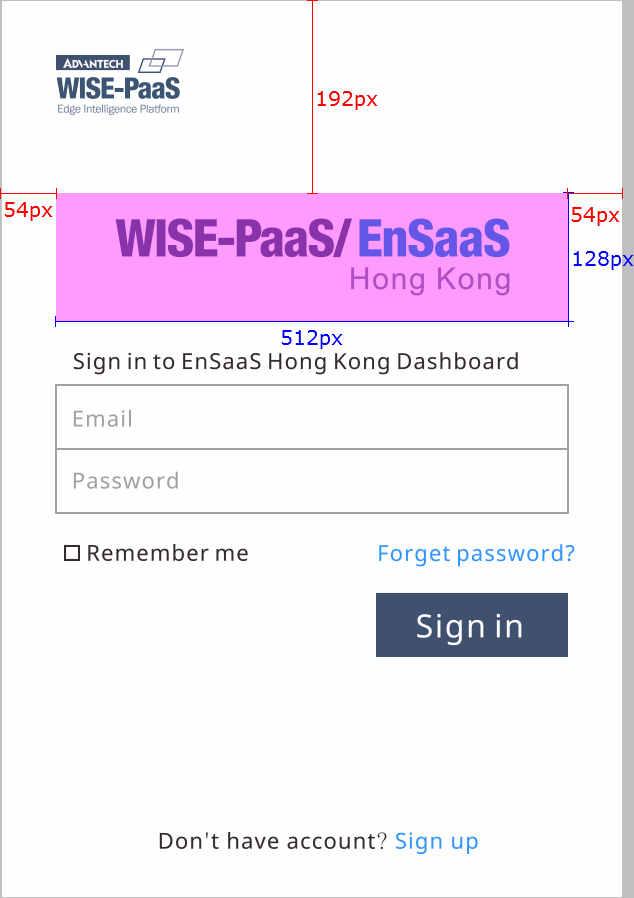 ADVANTECH
WISE-PaaS
Edge Intelligence Platform
192px
54px
54px
WISE-PaaS/ EnSaaS
128px
Hong Kong
512px
Sign in to EnSaaS Hong Kong Dashboard
Email
Password
Remember me
Forget password?
Sign in
Don't have account? Sign up